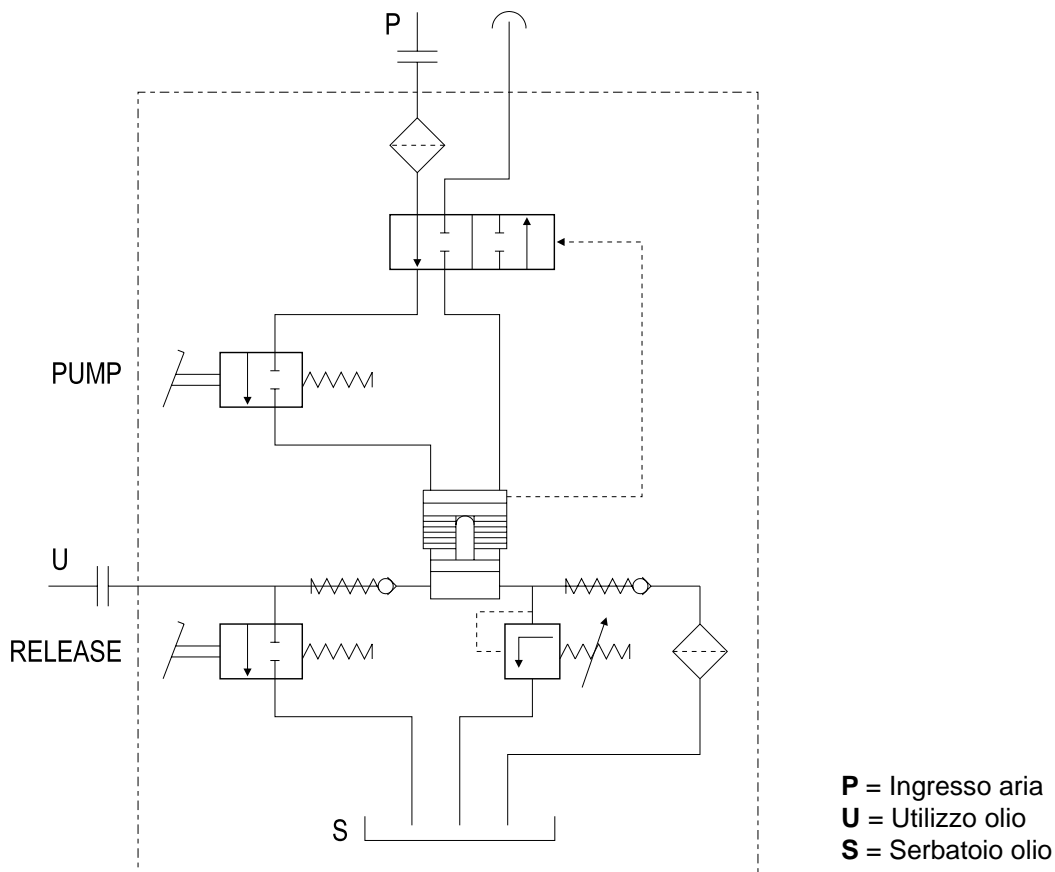 P
PUMP
U
RELEASE
S
P = Ingresso aria
U = Utilizzo olio
S = Serbatoio olio